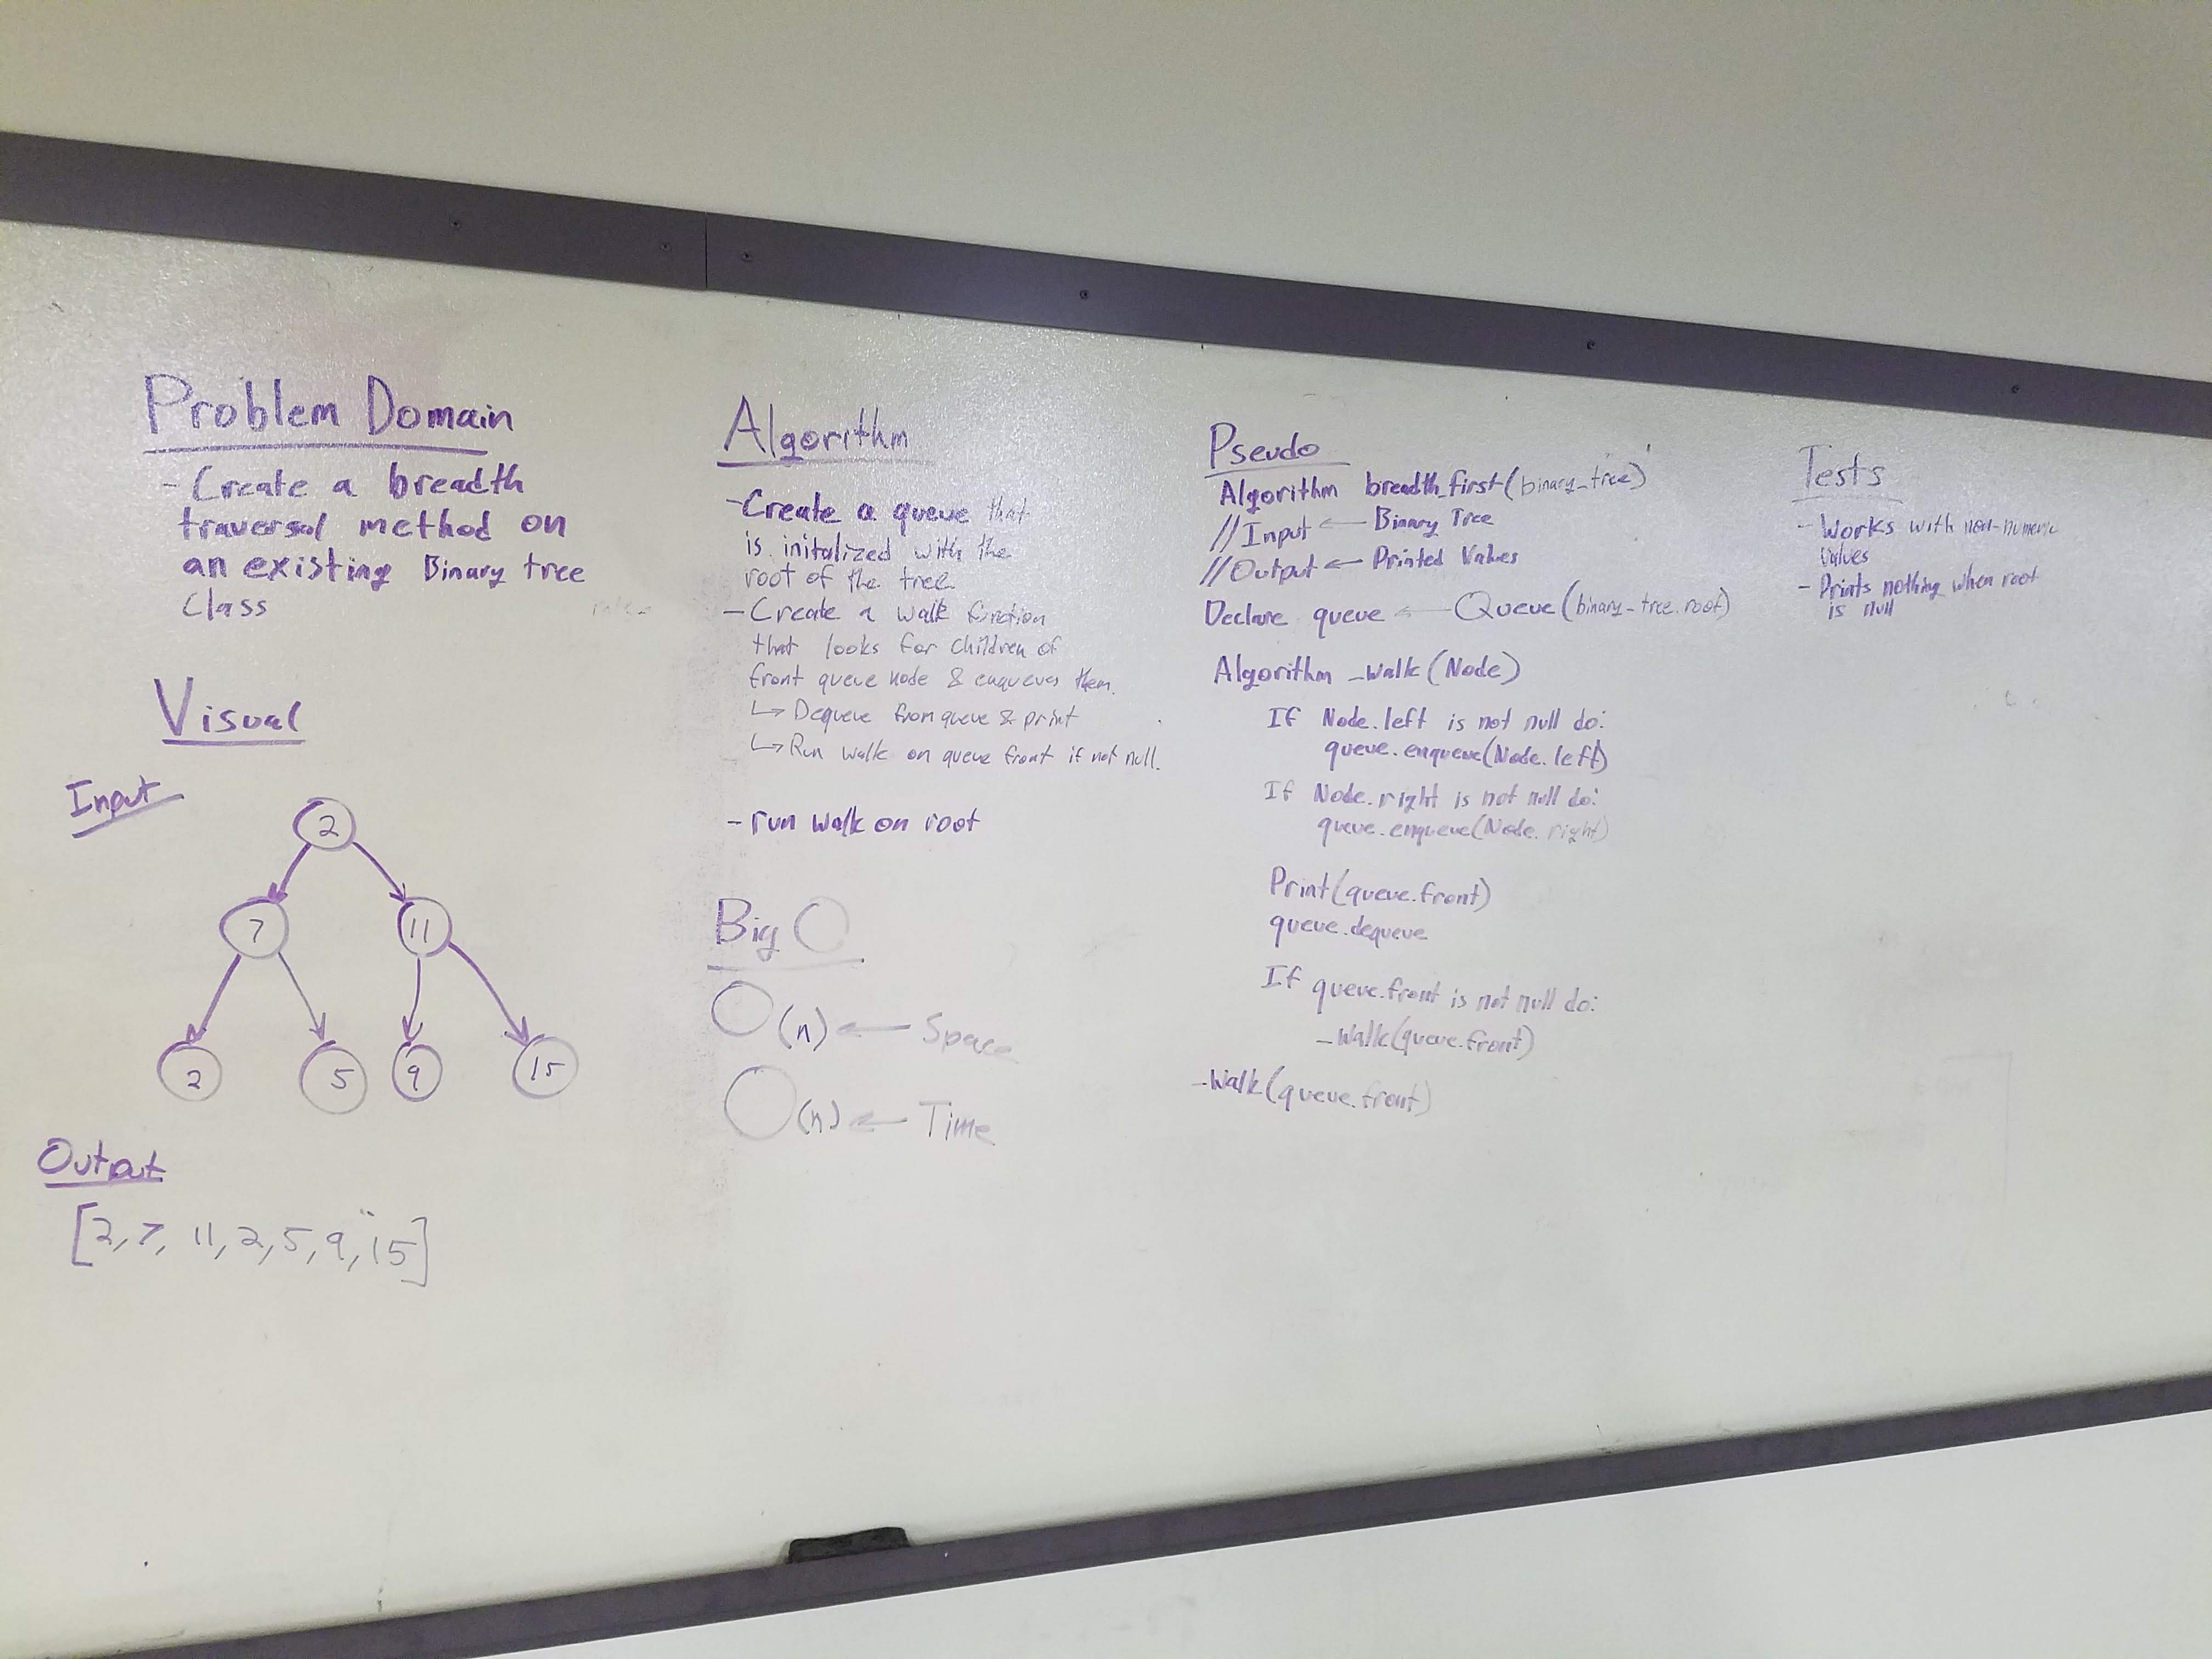 Problem Domain
- Create a breadth
traversal method on
an existing Binary tree
Class
Visual
Input
2
7 11
2 5 9 15
Output
[2, 7, 11, 2, 5, 9, 15]
Algorithm
- Create a queue that
is initalized with the
root of the tree
- Create a walk function
that looks for children of
front queue node & enqueues them.
↳ Dequeue from queue & print
↳ Run walk on queue front if not null.
- run walk on root
Big O
O(n) ← Space
O(n) ← Time
Pseudo
Algorithm breadth_first(binary_tree)
// Input ← Binary Tree
// Output ← Printed Values
Declare queue ← Queue(binary_tree.root)
Algorithm _walk(Node)
If Node.left is not null do:
queue.enqueue(Node.left)
If Node.right is not null do:
queue.enqueue(Node.right)
Print(queue.front)
queue.dequeue
If queue.front is not null do:
_Walk(queue.front)
_Walk(queue.front)
Tests
- Works with non-numeric
Values
- Prints nothing when root
is null